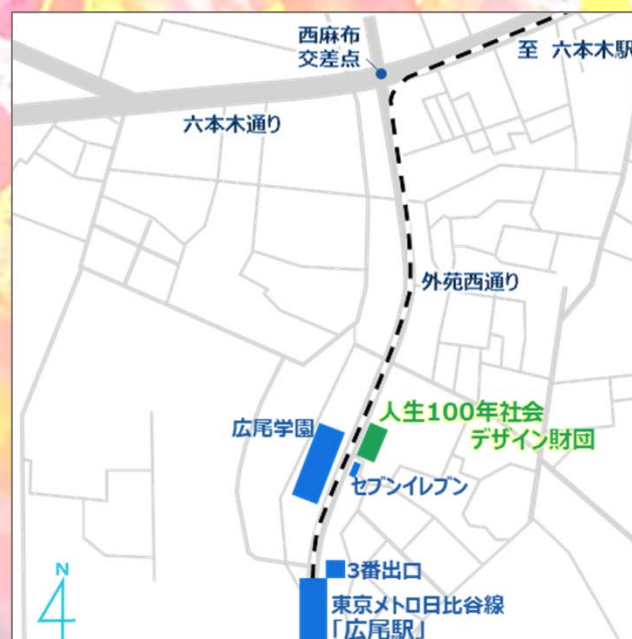 西麻布
交差点
至 六本木駅
六本木通り
外苑西通り
人生100年社会
デザイン財団
広尾学園
セブンイレブン
N
3番出口
東京メトロ日比谷線
「広尾駅」